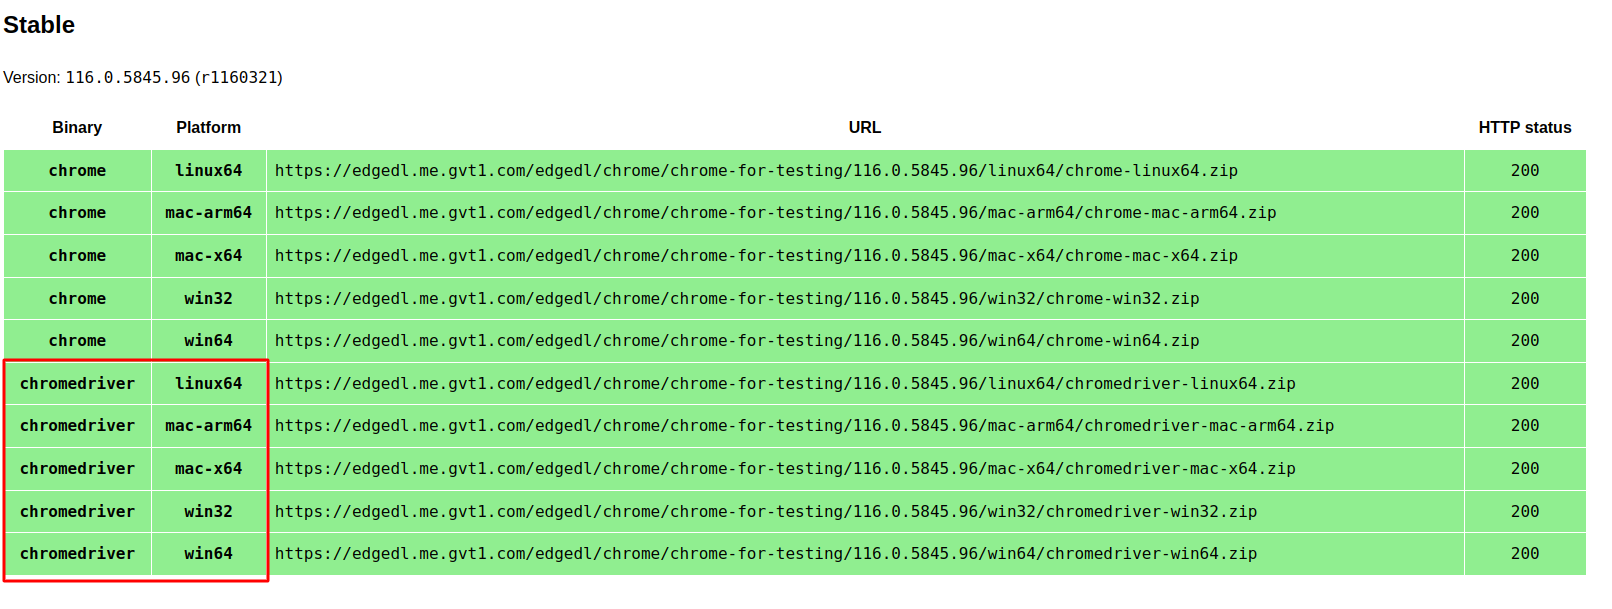 Stable
Version: 116.0.5845.96 (r1160321)
Binary Platform URL HTTP status
chrome linux64 https://edgedl.me.gvt1.com/edgedl/chrome/chrome-for-testing/116.0.5845.96/linux64/chrome-linux64.zip 200
chrome mac-arm64 https://edgedl.me.gvt1.com/edgedl/chrome/chrome-for-testing/116.0.5845.96/mac-arm64/chrome-mac-arm64.zip 200
chrome mac-x64 https://edgedl.me.gvt1.com/edgedl/chrome/chrome-for-testing/116.0.5845.96/mac-x64/chrome-mac-x64.zip 200
chrome win32 https://edgedl.me.gvt1.com/edgedl/chrome/chrome-for-testing/116.0.5845.96/win32/chrome-win32.zip 200
chrome win64 https://edgedl.me.gvt1.com/edgedl/chrome/chrome-for-testing/116.0.5845.96/win64/chrome-win64.zip 200
chromedriver linux64 https://edgedl.me.gvt1.com/edgedl/chrome/chrome-for-testing/116.0.5845.96/linux64/chromedriver-linux64.zip 200
chromedriver mac-arm64 https://edgedl.me.gvt1.com/edgedl/chrome/chrome-for-testing/116.0.5845.96/mac-arm64/chromedriver-mac-arm64.zip 200
chromedriver mac-x64 https://edgedl.me.gvt1.com/edgedl/chrome/chrome-for-testing/116.0.5845.96/mac-x64/chromedriver-mac-x64.zip 200
chromedriver win32 https://edgedl.me.gvt1.com/edgedl/chrome/chrome-for-testing/116.0.5845.96/win32/chromedriver-win32.zip 200
chromedriver win64 https://edgedl.me.gvt1.com/edgedl/chrome/chrome-for-testing/116.0.5845.96/win64/chromedriver-win64.zip 200